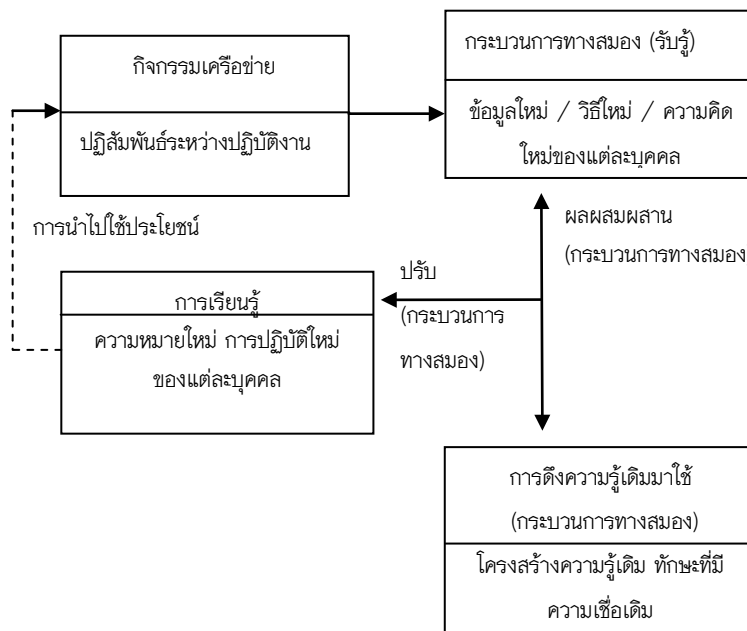 กิจกรรมเครือข่าย
ปฏิสัมพันธ์ระหว่างปฏิบัติงาน
กระบวนการทางสมอง (รับรู้)
ข้อมูลใหม่ / วิธีใหม่ / ความคิด
ใหม่ของแต่ละบุคคล
การนำไปใช้ประโยชน์
ผลผสมผสาน
(กระบวนการทางสมอง
ปรับ
(กระบวนการ
ทางสมอง)
การเรียนรู้
ความหมายใหม่ การปฏิบัติใหม่
ของแต่ละบุคคล
การดึงความรู้เดิมมาใช้
(กระบวนการทางสมอง)
โครงสร้างความรู้เดิม ทักษะที่มี
ความเชื่อเดิม